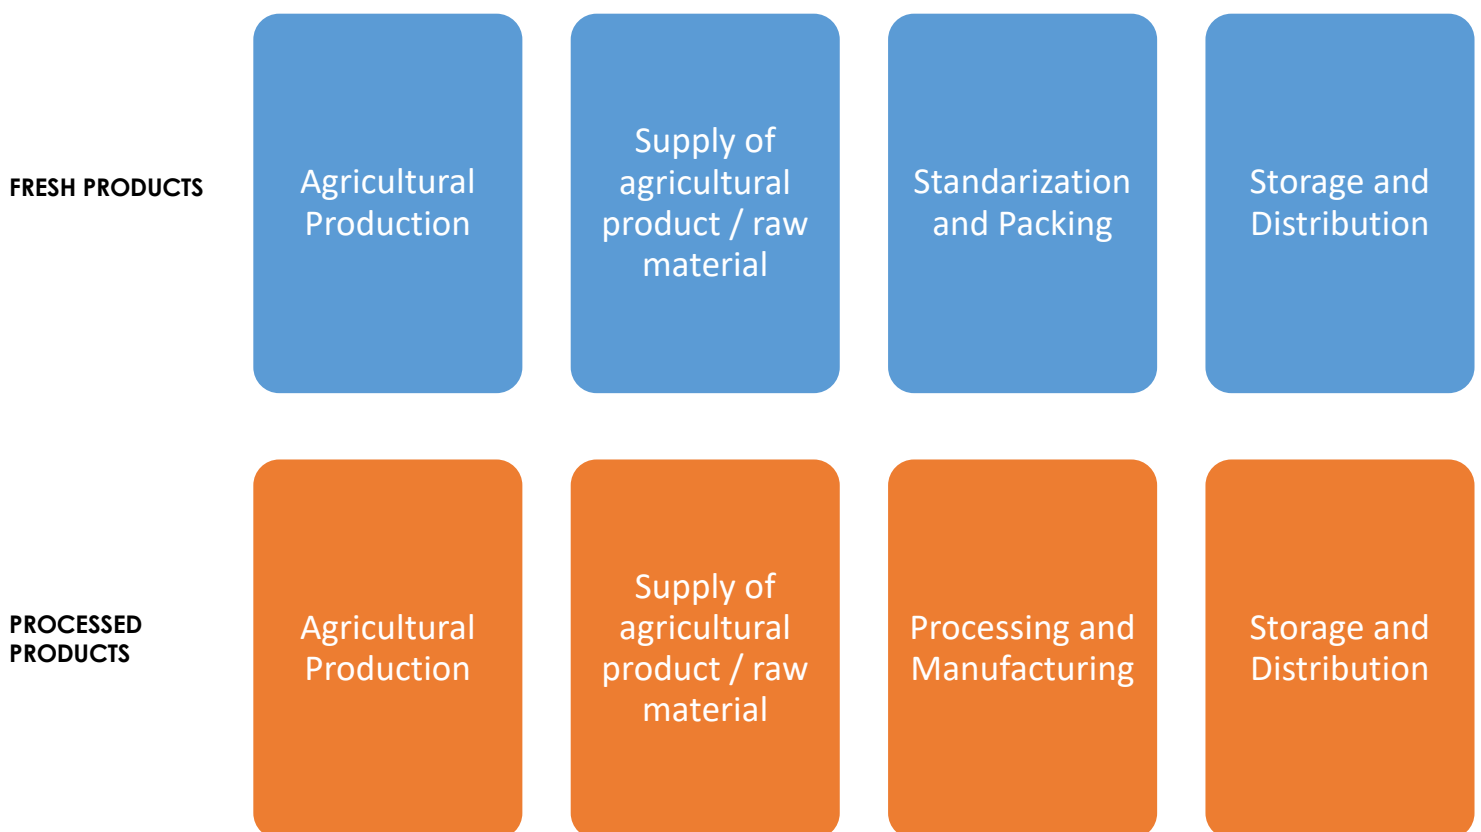 FRESH PRODUCTS
Agricultural
Production
Supply of
agricultural
product / raw
material
Standarization
and Packing
Storage and
Distribution
PROCESSED
PRODUCTS
Agricultural
Production
Supply of
agricultural
product / raw
material
Processing and
Manufacturing
Storage and
Distribution